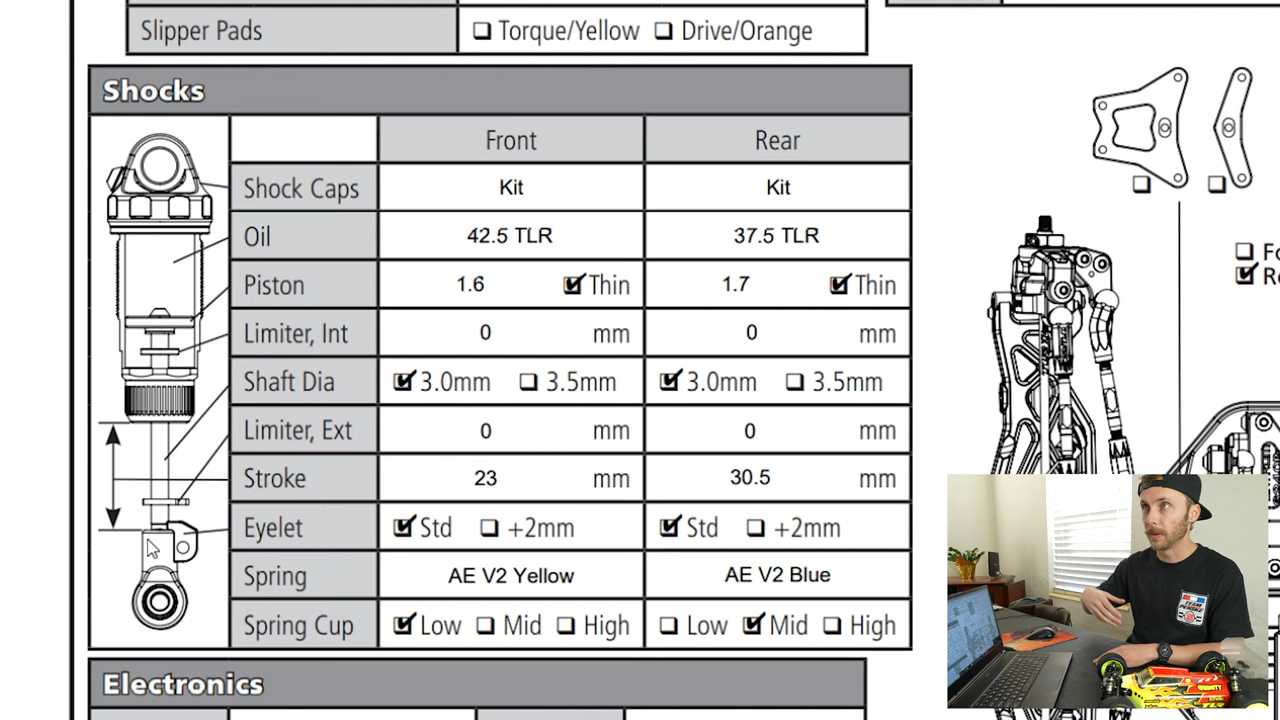 Slipper Pads ☐ Torque/Yellow ☐ Drive/Orange
Shocks
Front Rear
Shock Caps Kit Kit
Oil 42.5 TLR 37.5 TLR
Piston 1.6 ☑ Thin 1.7 ☑ Thin
Limiter, Int 0 mm 0 mm
Shaft Dia ☑ 3.0mm ☐ 3.5mm ☑ 3.0mm ☐ 3.5mm
Limiter, Ext 0 mm 0 mm
Stroke 23 mm 30.5 mm
Eyelet ☑ Std ☐ +2mm ☑ Std ☐ +2mm
Spring AE V2 Yellow AE V2 Blue
Spring Cup ☑ Low ☐ Mid ☐ High ☐ Low ☑ Mid ☐ High
Electronics
TEAM
PENSKE